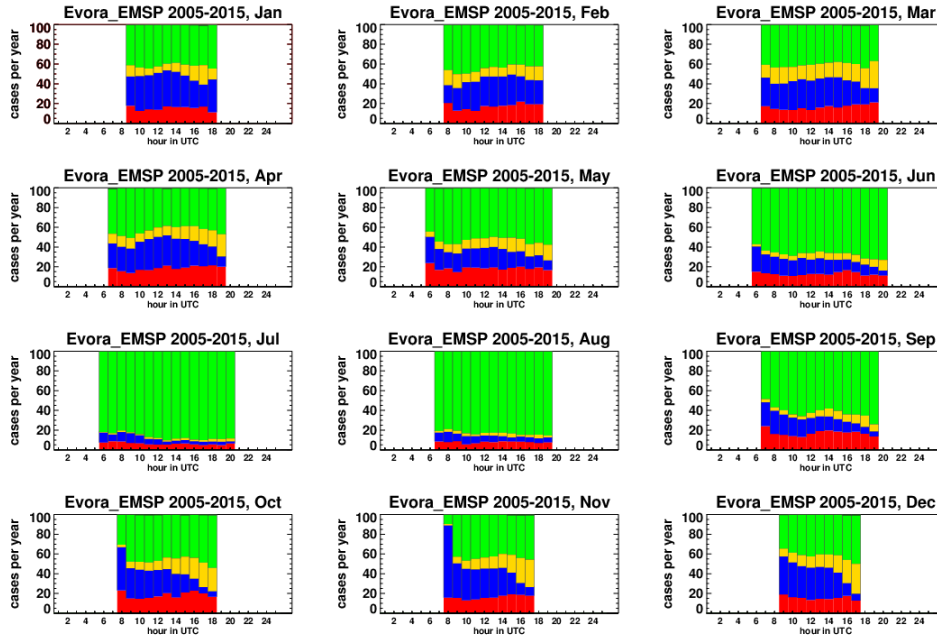 Evora_EMSP 2005-2015, Jan
Evora_EMSP 2005-2015, Feb
Evora_EMSP 2005-2015, Mar
cases per year
100
80
60
40
20
0
2 4 6 8 10 12 14 16 18 20 22 24
hour in UTC
cases per year
100
80
60
40
20
0
2 4 6 8 10 12 14 16 18 20 22 24
hour in UTC
cases per year
100
80
60
40
20
0
2 4 6 8 10 12 14 16 18 20 22 24
hour in UTC
Evora_EMSP 2005-2015, Apr
Evora_EMSP 2005-2015, May
Evora_EMSP 2005-2015, Jun
cases per year
100
80
60
40
20
0
2 4 6 8 10 12 14 16 18 20 22 24
hour in UTC
cases per year
100
80
60
40
20
0
2 4 6 8 10 12 14 16 18 20 22 24
hour in UTC
cases per year
100
80
60
40
20
0
2 4 6 8 10 12 14 16 18 20 22 24
hour in UTC
Evora_EMSP 2005-2015, Jul
Evora_EMSP 2005-2015, Aug
Evora_EMSP 2005-2015, Sep
cases per year
100
80
60
40
20
0
2 4 6 8 10 12 14 16 18 20 22 24
hour in UTC
cases per year
100
80
60
40
20
0
2 4 6 8 10 12 14 16 18 20 22 24
hour in UTC
cases per year
100
80
60
40
20
0
2 4 6 8 10 12 14 16 18 20 22 24
hour in UTC
Evora_EMSP 2005-2015, Oct
Evora_EMSP 2005-2015, Nov
Evora_EMSP 2005-2015, Dec
cases per year
100
80
60
40
20
0
2 4 6 8 10 12 14 16 18 20 22 24
hour in UTC
cases per year
100
80
60
40
20
0
2 4 6 8 10 12 14 16 18 20 22 24
hour in UTC
cases per year
100
80
60
40
20
0
2 4 6 8 10 12 14 16 18 20 22 24
hour in UTC